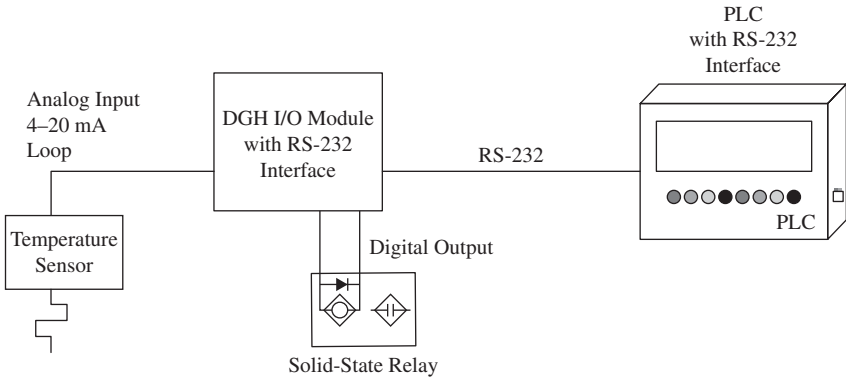 PLC
with RS-232
Interface
Analog Input
4–20 mA
Loop
DGH I/O Module
with RS-232
Interface
RS-232
PLC
Temperature
Sensor
Digital Output
Solid-State Relay